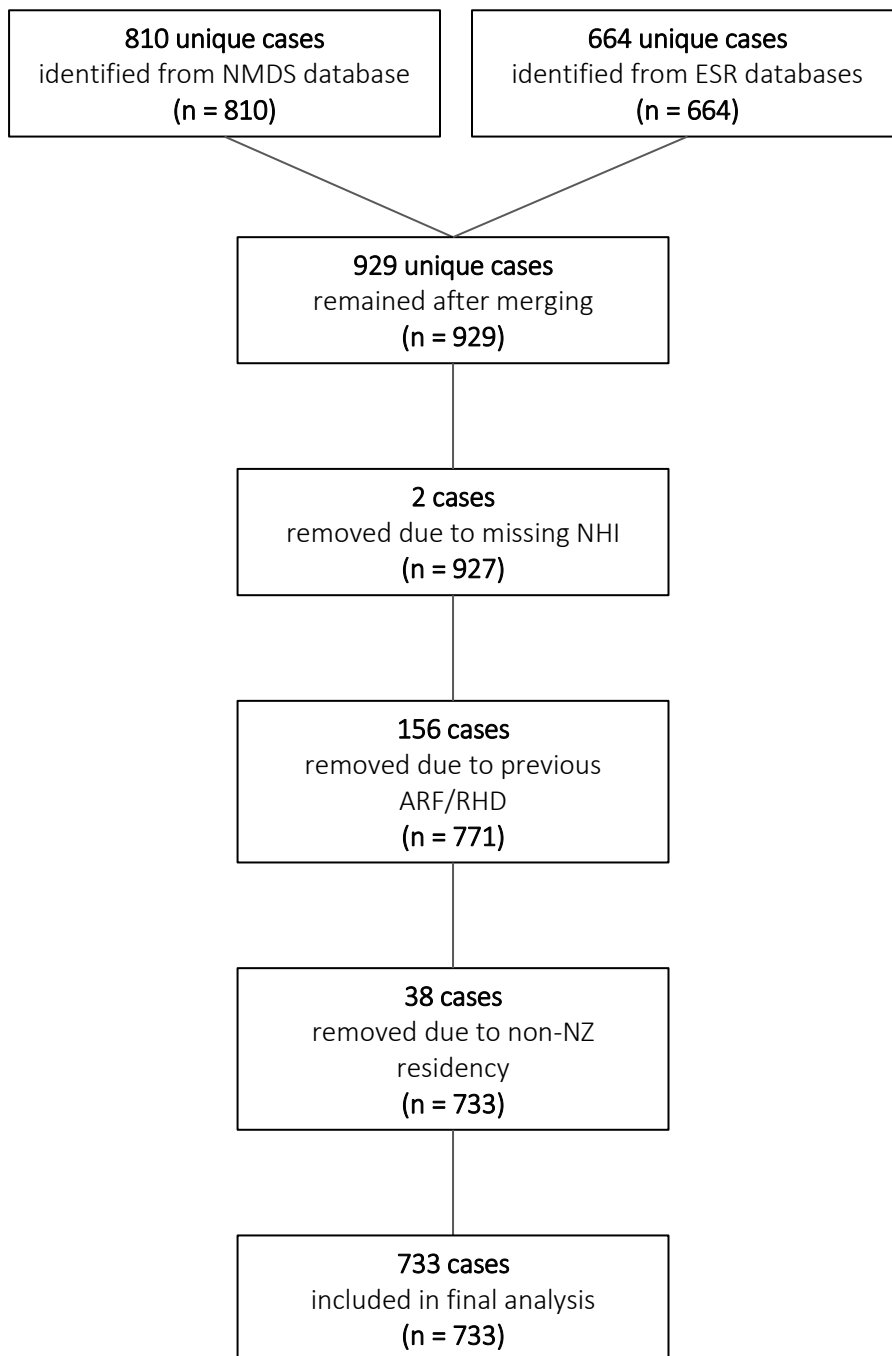 810 unique cases
identified from NMDS database
(n = 810)
664 unique cases
identified from ESR databases
(n = 664)
929 unique cases
remained after merging
(n = 929)
2 cases
removed due to missing NHI
(n = 927)
156 cases
removed due to previous
ARF/RHD
(n = 771)
38 cases
removed due to non-NZ
residency
(n = 733)
733 cases
included in final analysis
(n = 733)